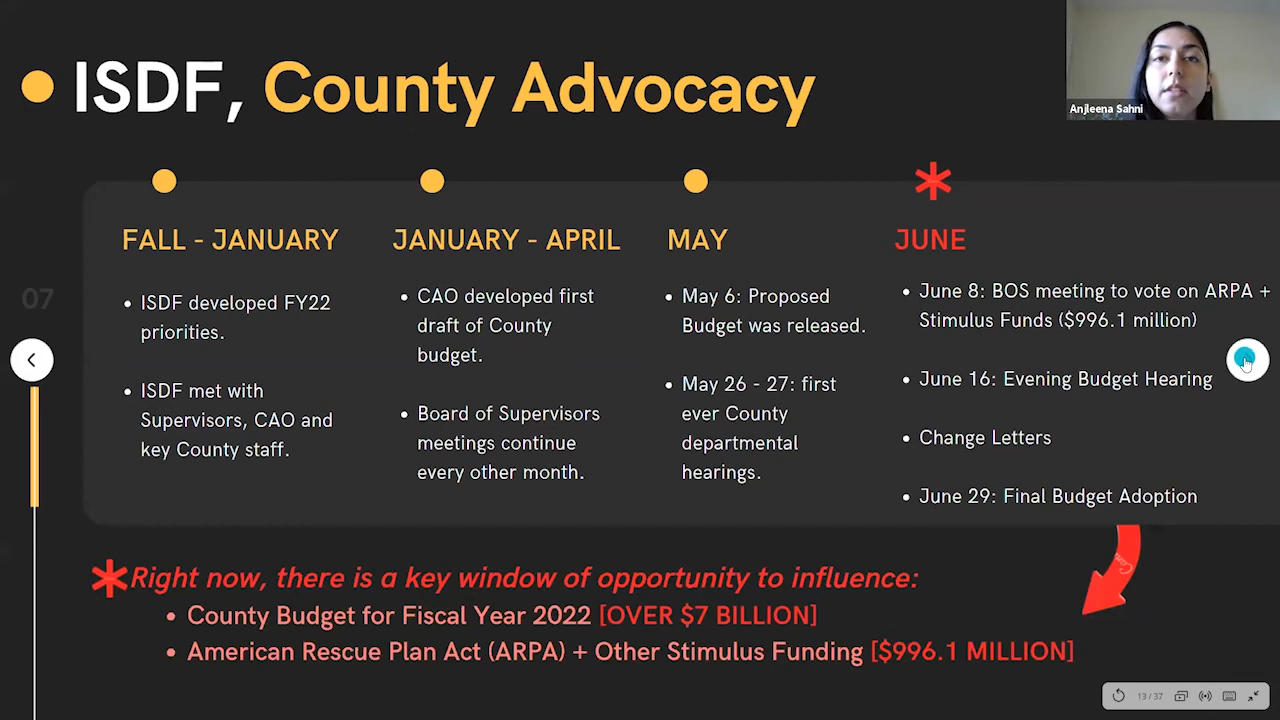 ISDF, County Advocacy
Anjleena Sahni
FALL - JANUARY
• ISDF developed FY22
priorities.
• ISDF met with
Supervisors, CAO and
key County staff.
JANUARY - APRIL
• CAO developed first
draft of County
budget.
• Board of Supervisors
meetings continue
every other month.
MAY
• May 6: Proposed
Budget was released.
• May 26 - 27: first
ever County
departmental
hearings.
JUNE
• June 8: BOS meeting to vote on ARPA +
Stimulus Funds ($996.1 million)
• June 16: Evening Budget Hearing
• Change Letters
• June 29: Final Budget Adoption
07
*Right now, there is a key window of opportunity to influence:
• County Budget for Fiscal Year 2022 [OVER $7 BILLION]
• American Rescue Plan Act (ARPA) + Other Stimulus Funding [$996.1 MILLION]
13 / 37